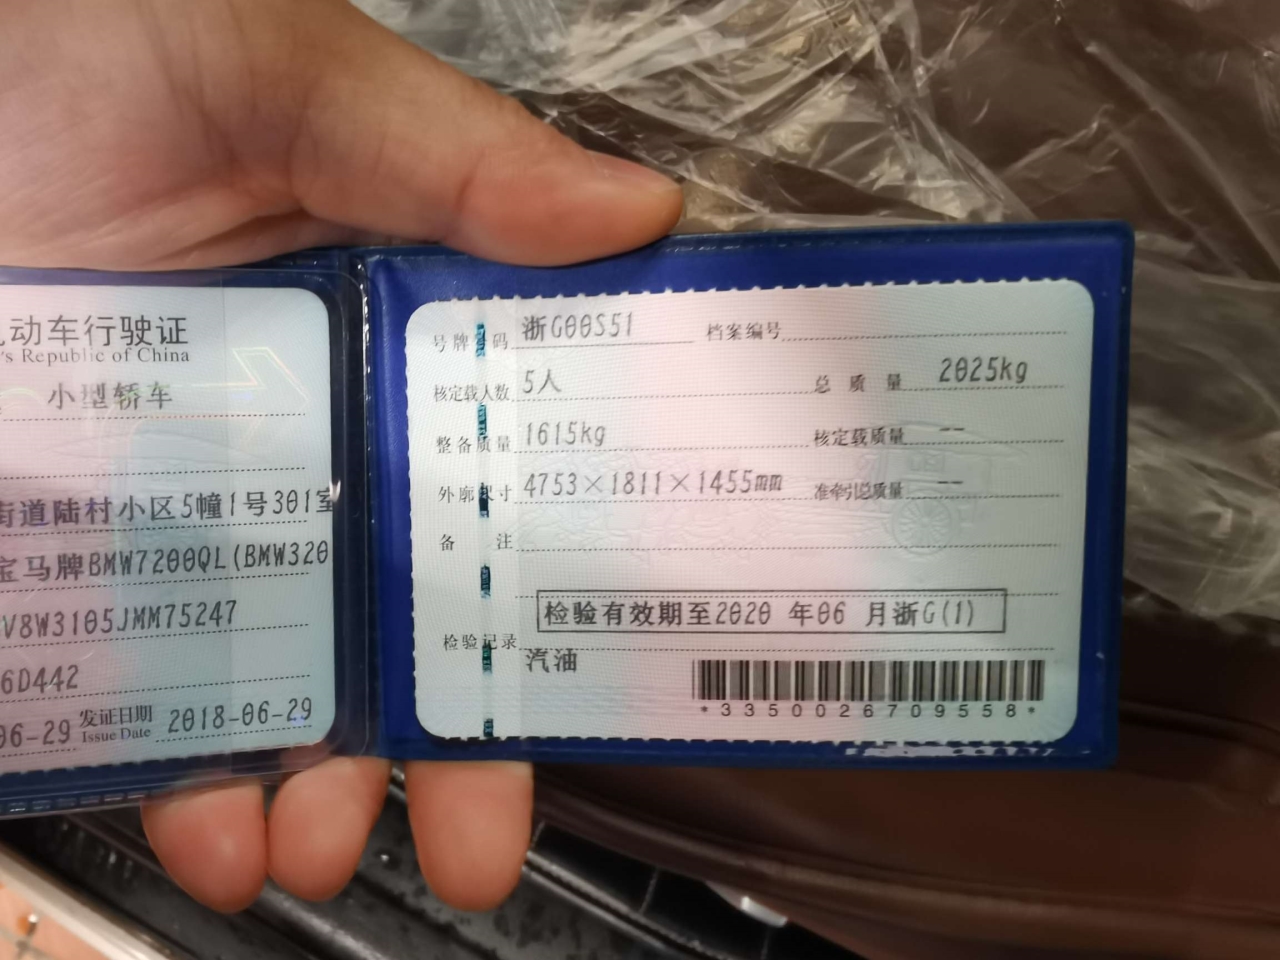 动车行驶证
's Republic of China
小型轿车
街道陆村小区5幢1号301室
宝马牌BMW7200QL(BMW320
V8W3105JMM75247
6D442
06-29 发证日期 2018-06-29
Issue Date
号牌号码 浙G00S51 档案编号
核定载人数 5人 总质量 2025kg
整备质量 1615kg 核定载质量 --
外廓尺寸 4753×1811×1455mm 准牵引总质量 --
备注
检验有效期至2020 年06 月浙G(1)
检验记录
汽油
*3350026709558*